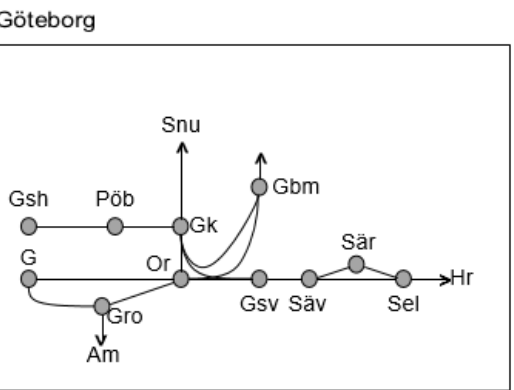 Göteborg
Snu
Gsh
Pöb
Gbm
Gk
G
Or
Sär
Hr
Gro
Gsv
Säv
Sel
Am